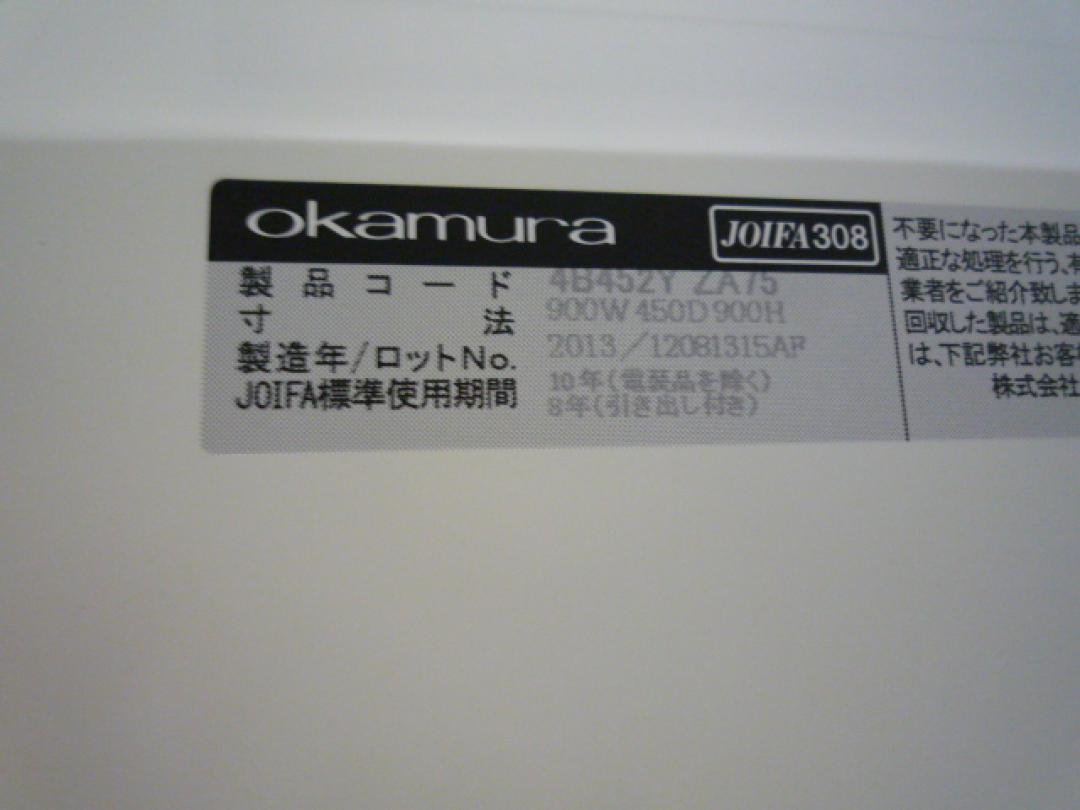 okamura
JOIFA308
製品コード 4B452Y ZA75
寸法 900W 450D 900H
製造年/ロットNo. 2013/12081315AF
JOIFA標準使用期間 10年(電装品を除く)
8年(引き出し付き)
不要になった本製品
適正な処理を行う、
業者をご紹介致しま
回収した製品は、適
は、下記弊社お客
株式会社